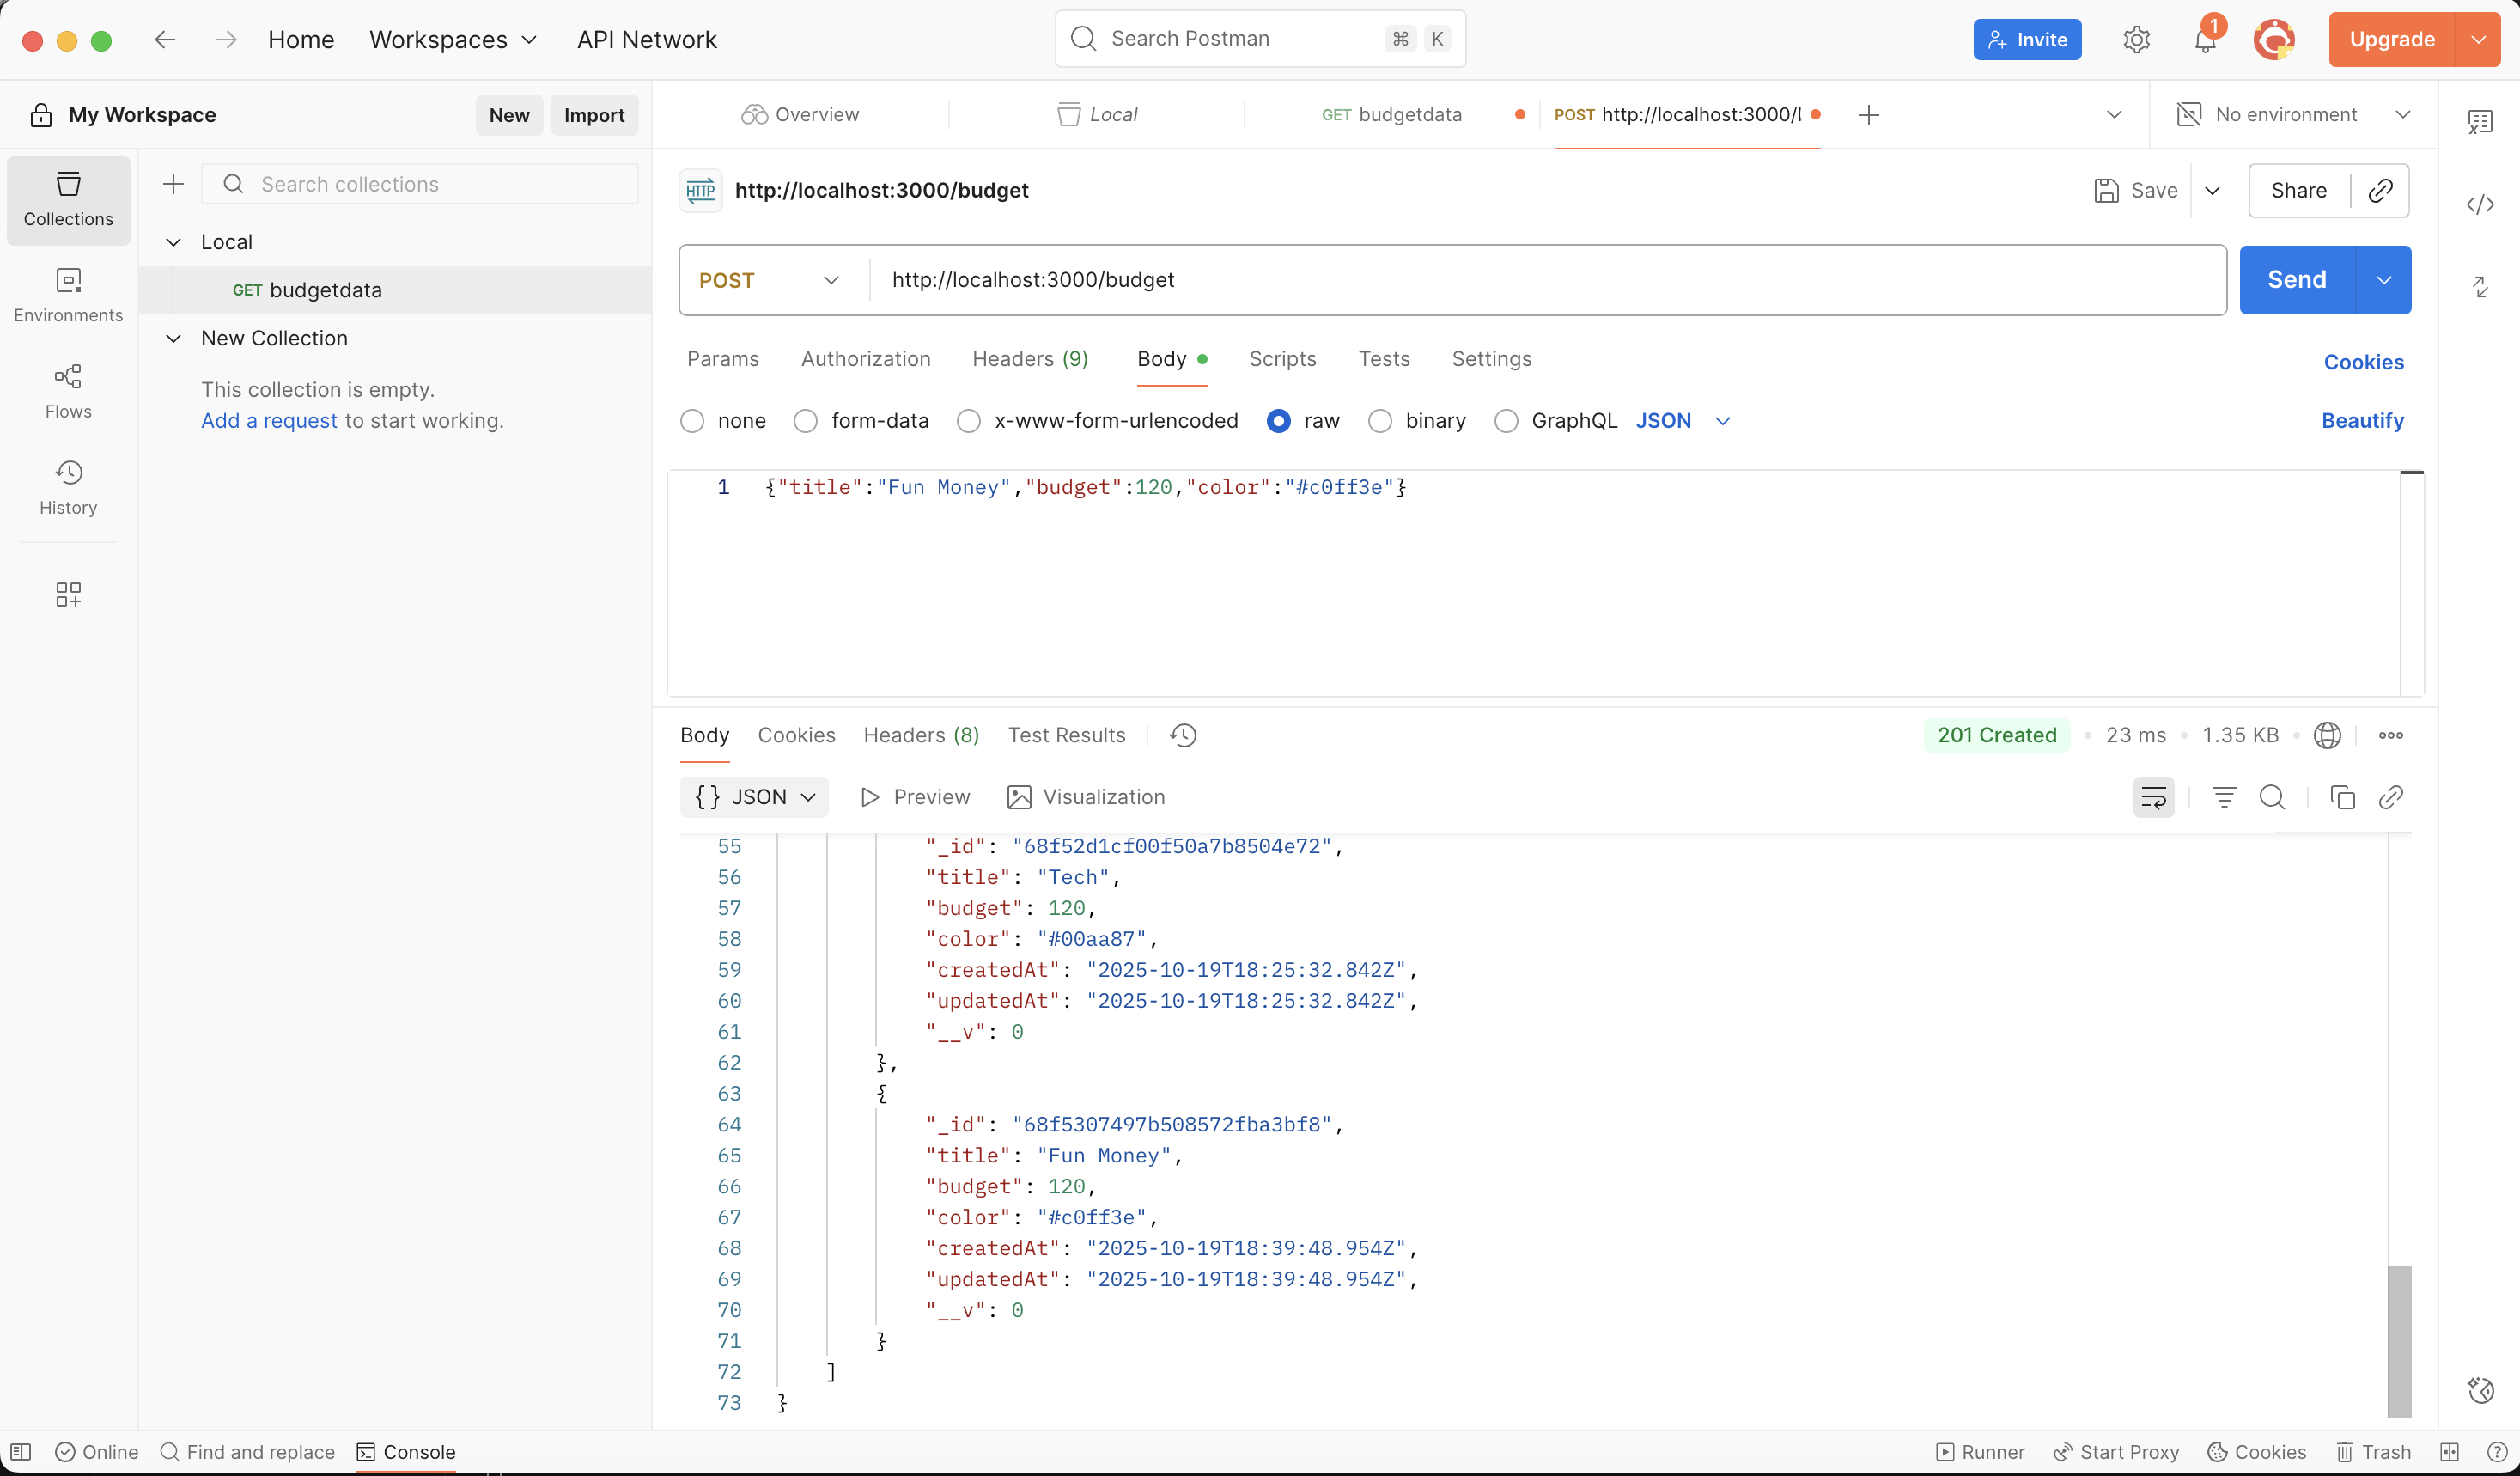 Home Workspaces API Network Search Postman ⌘ K Invite 1 Upgrade
My Workspace New Import Overview Local GET budgetdata POST http://localhost:3000/ No environment
Collections
Environments
Flows
History
Search collections
Local
GET budgetdata
New Collection
This collection is empty.
Add a request to start working.
HTTP http://localhost:3000/budget Save Share
POST http://localhost:3000/budget Send
Params Authorization Headers (9) Body Scripts Tests Settings Cookies
none form-data x-www-form-urlencoded raw binary GraphQL JSON Beautify
1 {"title":"Fun Money","budget":120,"color":"#c0ff3e"}
Body Cookies Headers (8) Test Results 201 Created 23 ms 1.35 KB
{} JSON Preview Visualization
55 "_id": "68f52d1cf00f50a7b8504e72",
56 "title": "Tech",
57 "budget": 120,
58 "color": "#00aa87",
59 "createdAt": "2025-10-19T18:25:32.842Z",
60 "updatedAt": "2025-10-19T18:25:32.842Z",
61 "__v": 0
62 },
63 {
64 "_id": "68f5307497b508572fba3bf8",
65 "title": "Fun Money",
66 "budget": 120,
67 "color": "#c0ff3e",
68 "createdAt": "2025-10-19T18:39:48.954Z",
69 "updatedAt": "2025-10-19T18:39:48.954Z",
70 "__v": 0
71 }
72 ]
73 }
Online Find and replace Console Runner Start Proxy Cookies Trash